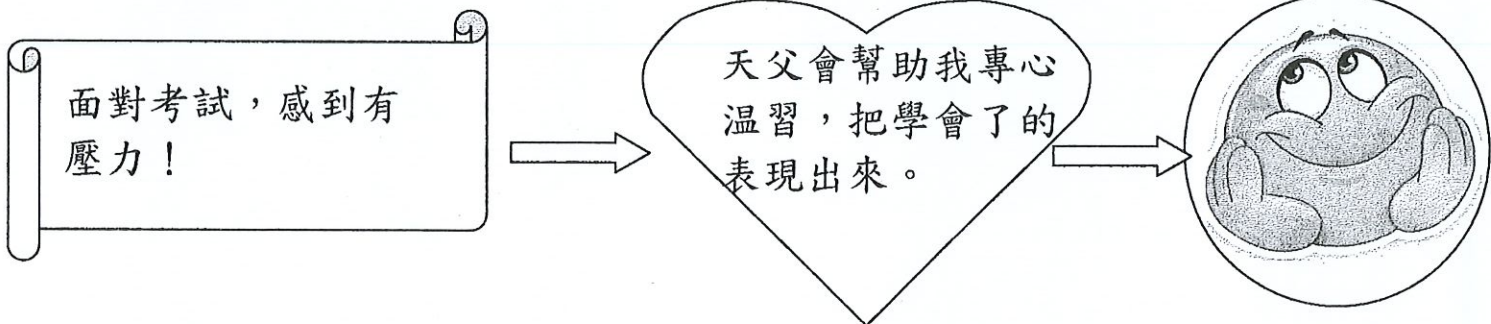 面對考試，感到有
壓力！
天父會幫助我專心
温習，把學會了的
表現出來。